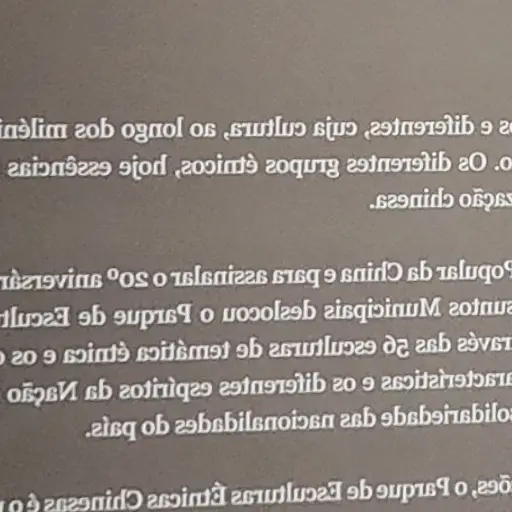 s e diferentes, cuja cultura, ao longo dos miléni
o. Os diferentes grupos étnicos, hoje essências
zação chinesa.
Popular da China e para assinalar o 20º aniversár
suntos Municipais deslocou o Parque de Escult
ravés das 56 esculturas de temática étnica e os
aracterísticas e os diferentes espíritos da Nação
olidariedade das nacionalidades do país.
ões, o Parque de Esculturas Étnicas Chinesas é o